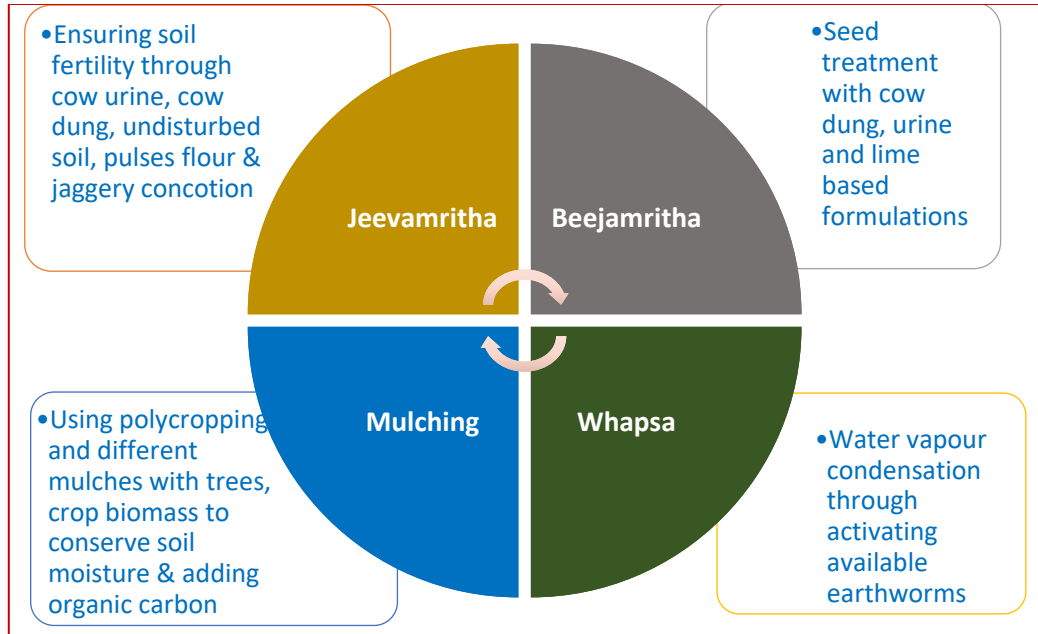 •Ensuring soil
fertility through
cow urine, cow
dung, undisturbed
soil, pulses flour &
jaggery concotion
•Seed
treatment
with cow
dung, urine
and lime
based
formulations
Jeevamritha
Beejamritha
Mulching
Whapsa
•Using polycropping
and different
mulches with trees,
crop biomass to
conserve soil
moisture & adding
organic carbon
•Water vapour
condensation
through
activating
available
earthworms